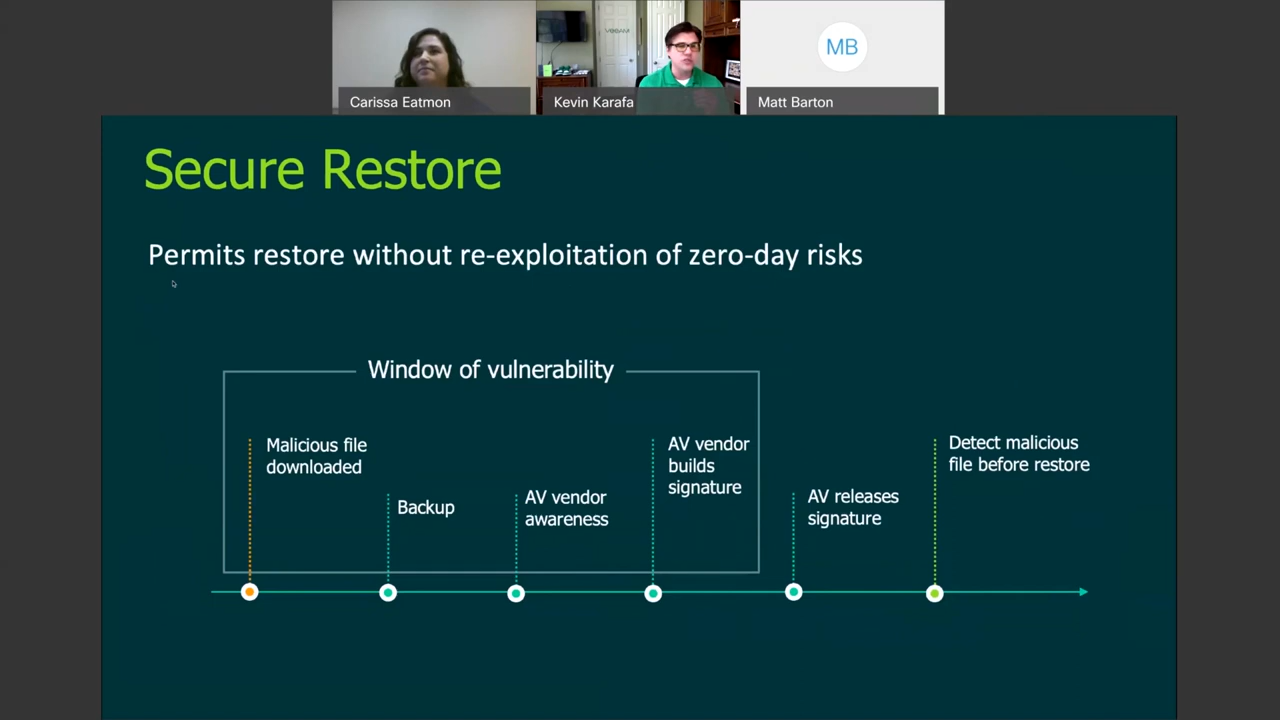 Carissa Eatmon
Kevin Karafa
MB
Matt Barton
Secure Restore
Permits restore without re-exploitation of zero-day risks
Window of vulnerability
Malicious file
downloaded
Backup
AV vendor
awareness
AV vendor
builds
signature
AV releases
signature
Detect malicious
file before restore